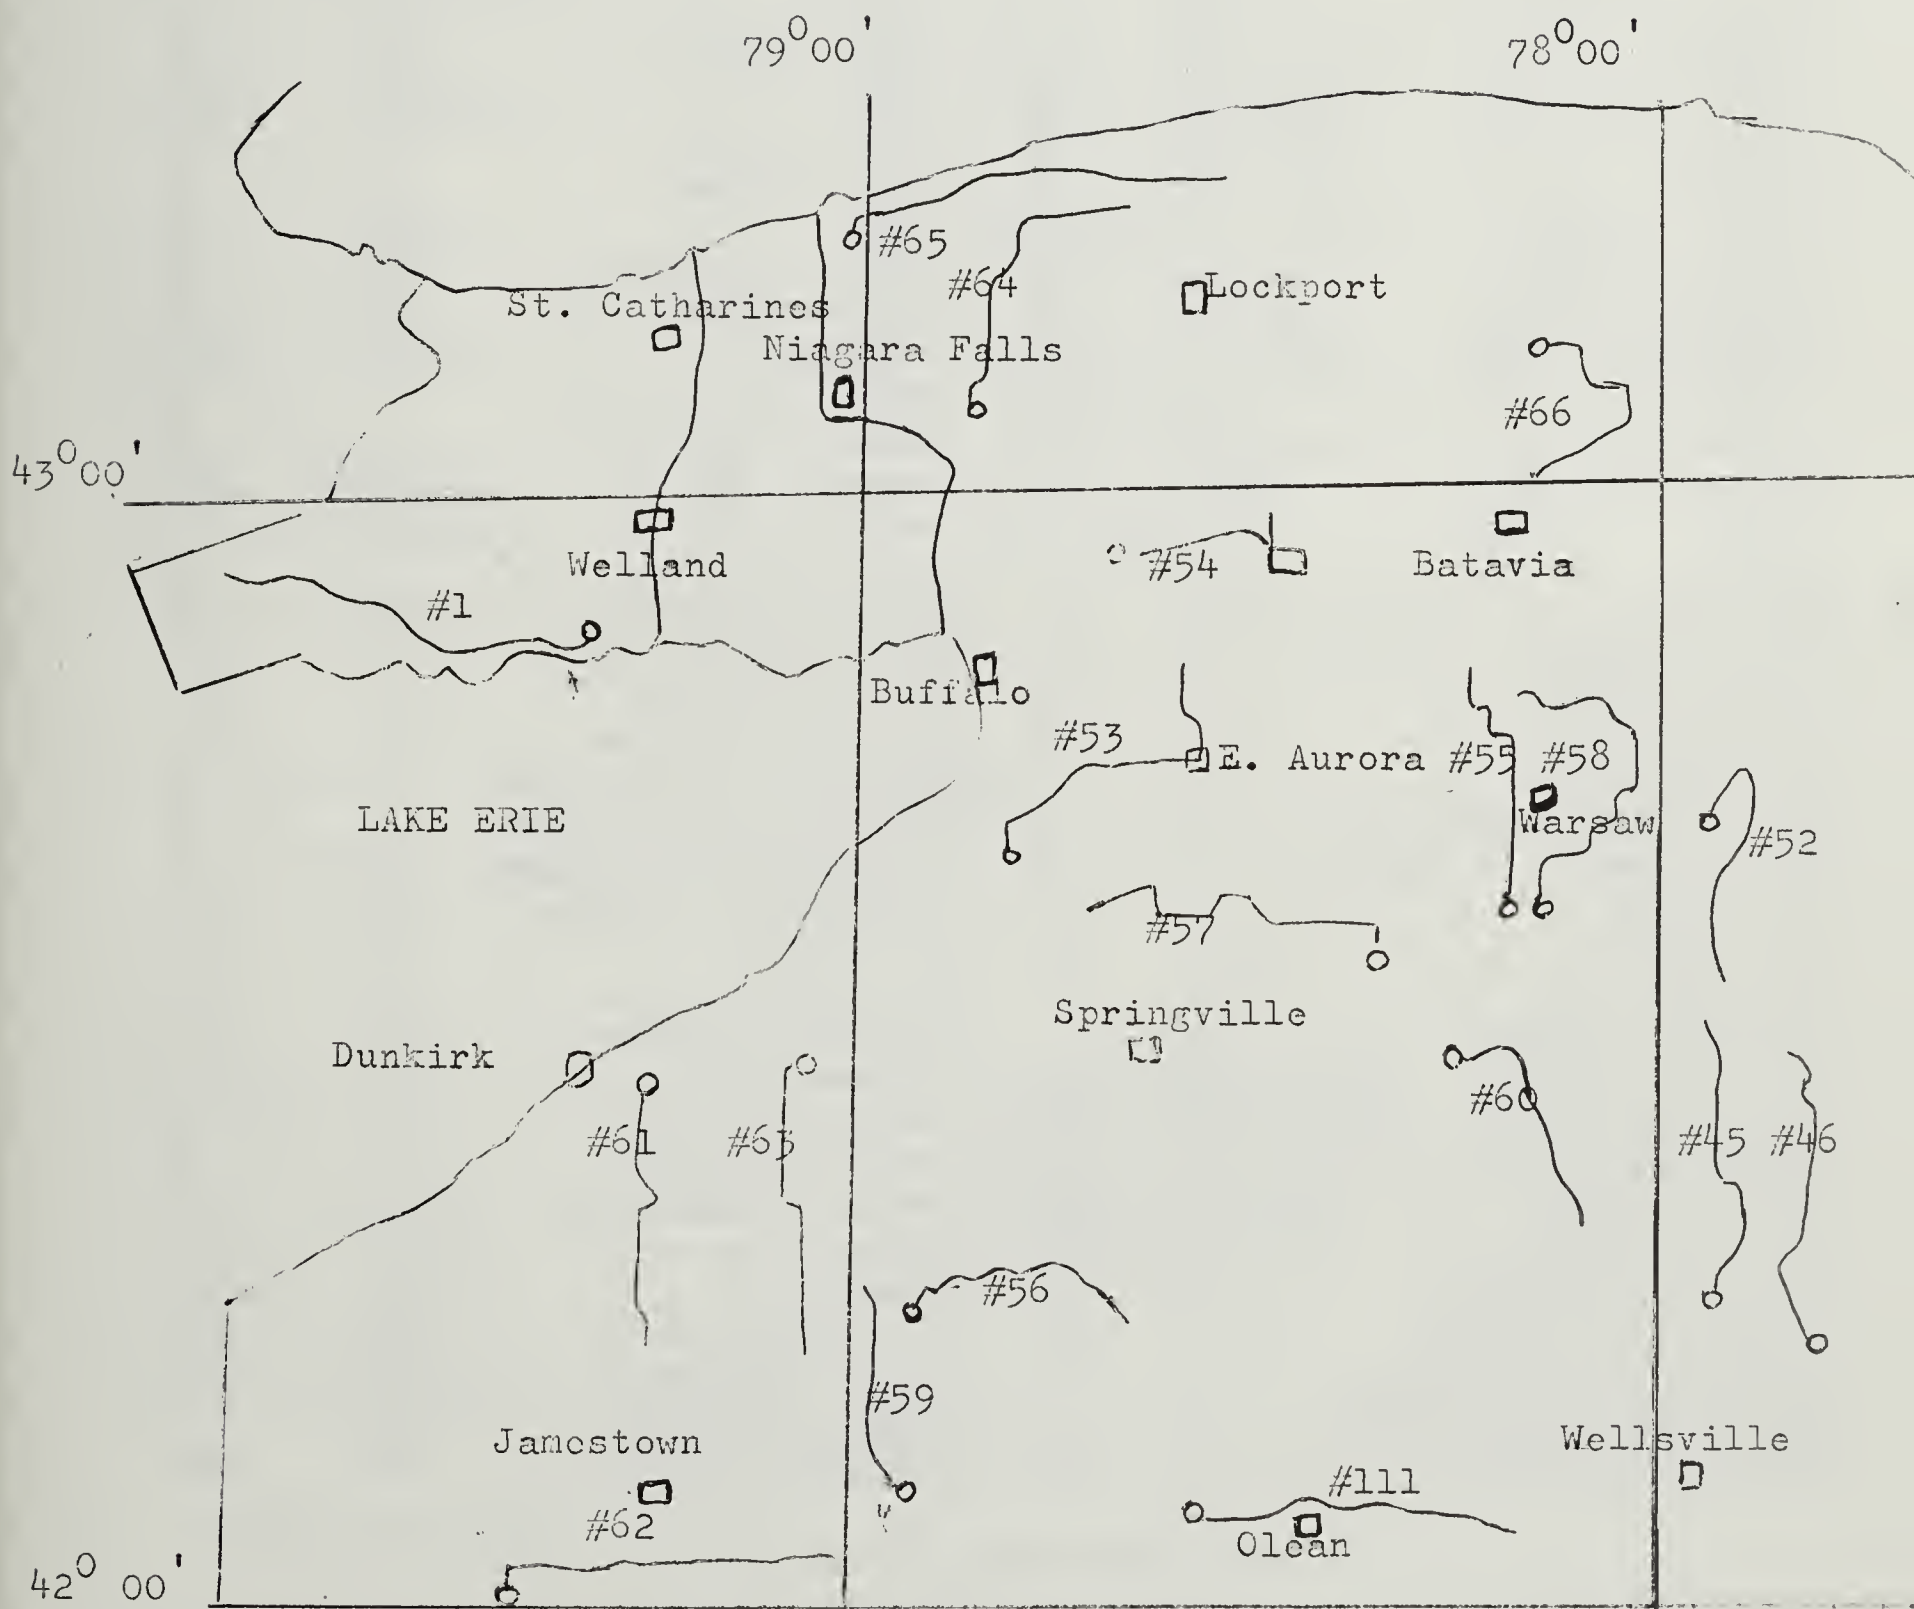 79°00'
78°00'
#65
#64
Lockport
St. Catharines
Niagara Falls
#66
43°00'
Welland
#54
Batavia
#1
Buffalo
#53
E. Aurora
#55
#58
LAKE ERIE
Warsaw
#52
#57
Springville
Dunkirk
#60
#61
#63
#45
#46
#56
#59
Jamestown
Wellsville
#111
#62
Olean
42° 00'